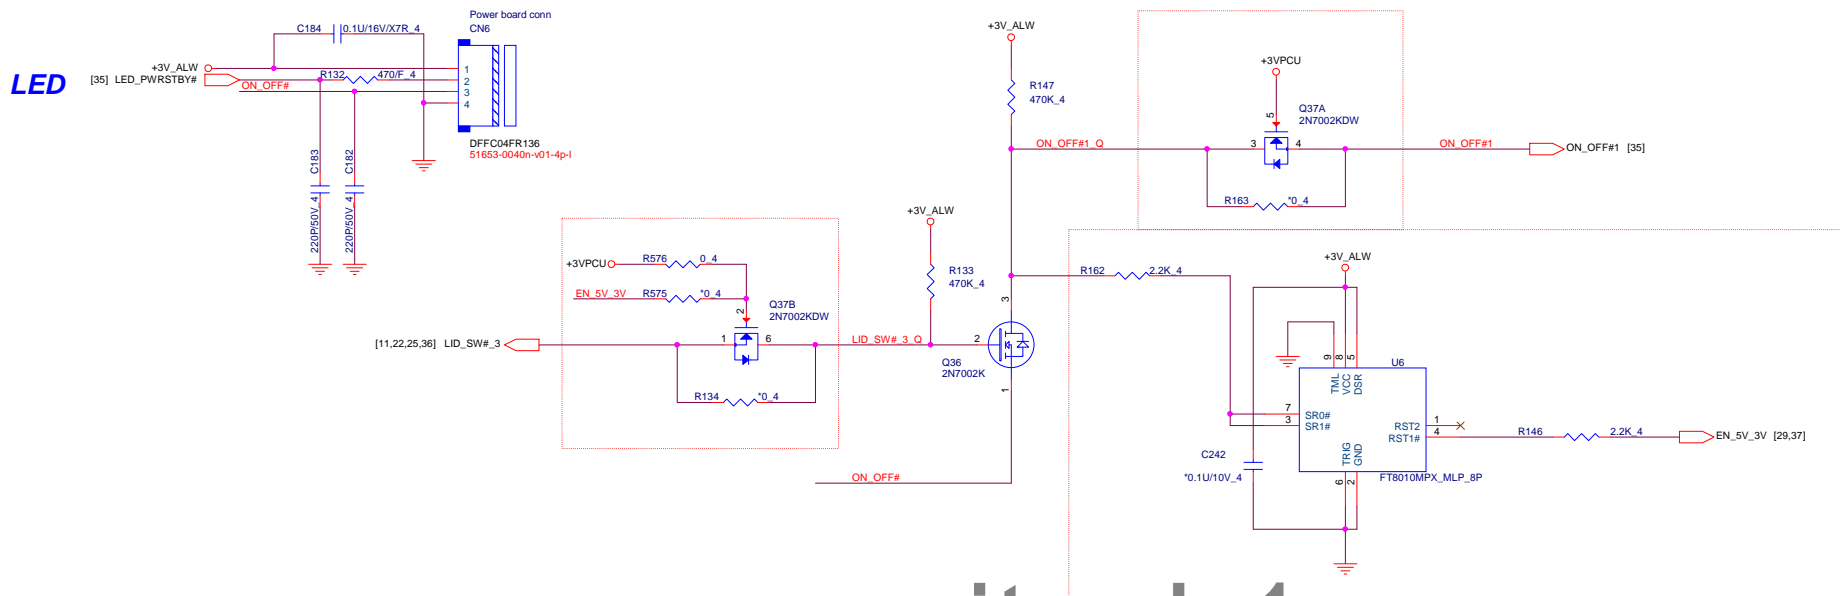 LED
Power board conn
CN6
C184 0.1U/16V/X7R_4
+3V_ALW
[35] LED_PWRSTBY#
R132 470/F_4
ON_OFF#
1
2
3
4
DFFC04FR136
51653-0040n-v01-4p-l
C183
220P/50V_4
C182
220P/50V_4
+3V_ALW
R147
470K_4
+3VPCU
Q37A
2N7002KDW
5
ON_OFF#1_Q
3
4
ON_OFF#1
ON_OFF#1 [35]
R163 *0_4
+3V_ALW
R133
470K_4
+3VPCU
R576 0_4
EN_5V_3V
R575 *0_4
Q37B
2N7002KDW
2
[11,22,25,36] LID_SW#_3
1
6
LID_SW#_3_Q
R134 *0_4
2
3
1
Q36
2N7002K
ON_OFF#
R162 2.2K_4
+3V_ALW
9 8 5
TML VCC DSR
U6
7 SR0#
3 SR1#
RST2 1
RST1# 4
TRIG GND
6 2
FT8010MPX_MLP_8P
C242
*0.1U/10V_4
R146 2.2K_4
EN_5V_3V [29,37]